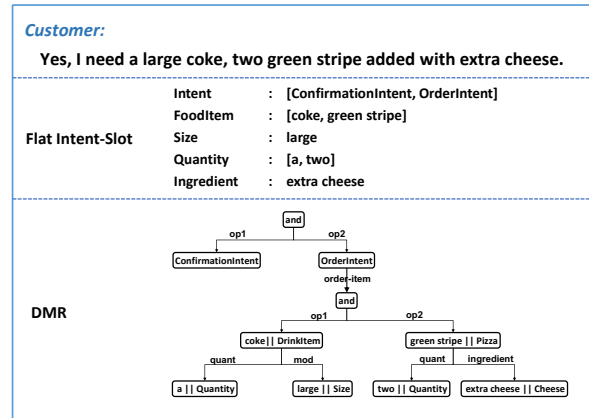 Customer:
Yes, I need a large coke, two green stripe added with extra cheese.
Flat Intent-Slot
Intent : [ConfirmationIntent, OrderIntent]
FoodItem : [coke, green stripe]
Size : large
Quantity : [a, two]
Ingredient : extra cheese
DMR
and
op1 op2
ConfirmationIntent OrderIntent
order-item
and
op1 op2
coke|| DrinkItem green stripe || Pizza
quant mod quant ingredient
a || Quantity large || Size two || Quantity extra cheese || Cheese